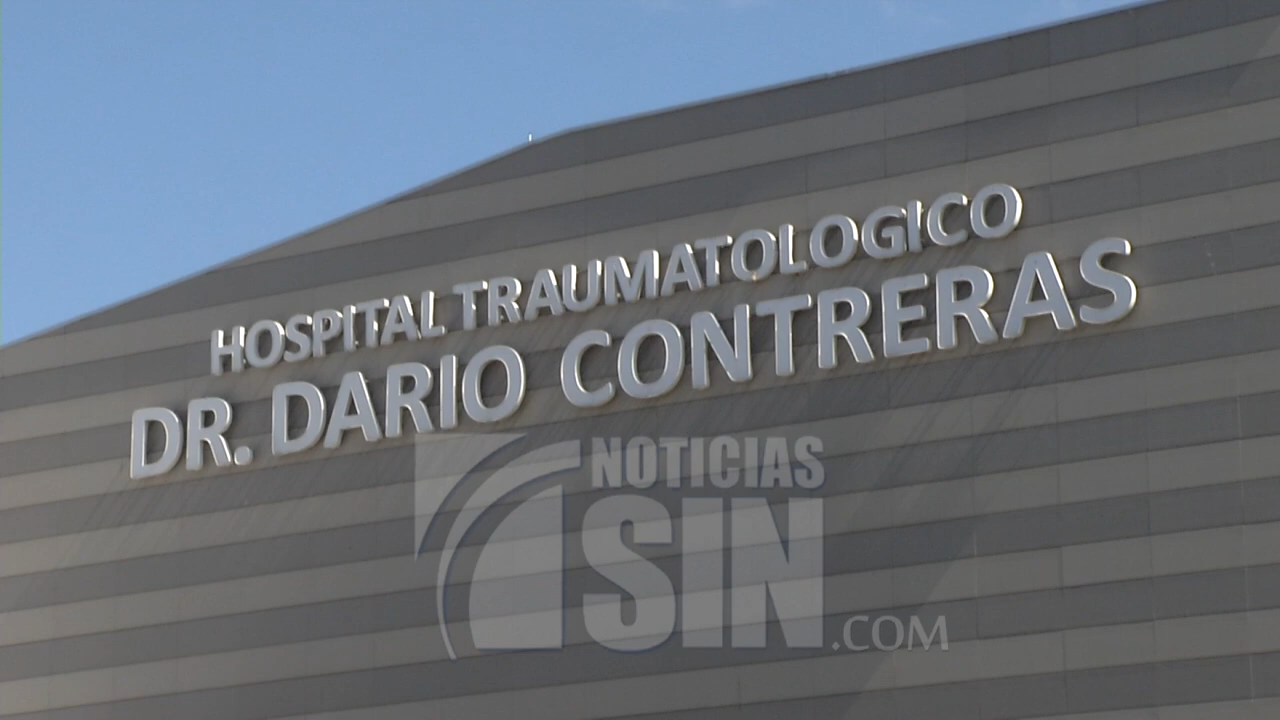 HOSPITAL TRAUMATOLOGICO
DR. DARIO CONTRERAS
NOTICIAS
SIN
.COM